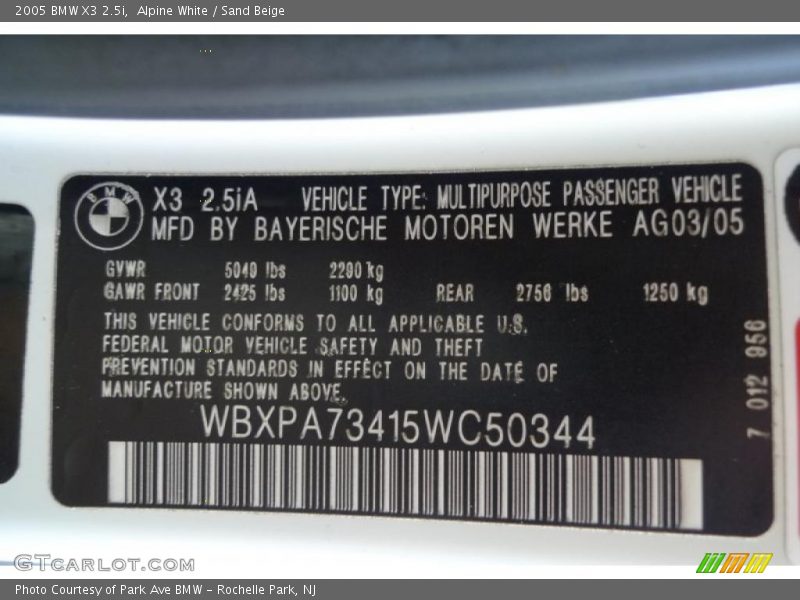 2005 BMW X3 2.5i,  Alpine White / Sand Beige
BMW
X3 2.5iA VEHICLE TYPE: MULTIPURPOSE PASSENGER VEHICLE
MFD BY BAYERISCHE MOTOREN WERKE AG 03/05
GVWR 5040 lbs 2290 kg
GAWR FRONT 2425 lbs 1100 kg REAR 2756 lbs 1250 kg
THIS VEHICLE CONFORMS TO ALL APPLICABLE U.S.
FEDERAL MOTOR VEHICLE SAFETY AND THEFT
PREVENTION STANDARDS IN EFFECT ON THE DATE OF
MANUFACTURE SHOWN ABOVE.
WBXPA73415WC50344
7 012 956
GTCARLOT.COM
Photo Courtesy of Park Ave BMW - Rochelle Park, NJ